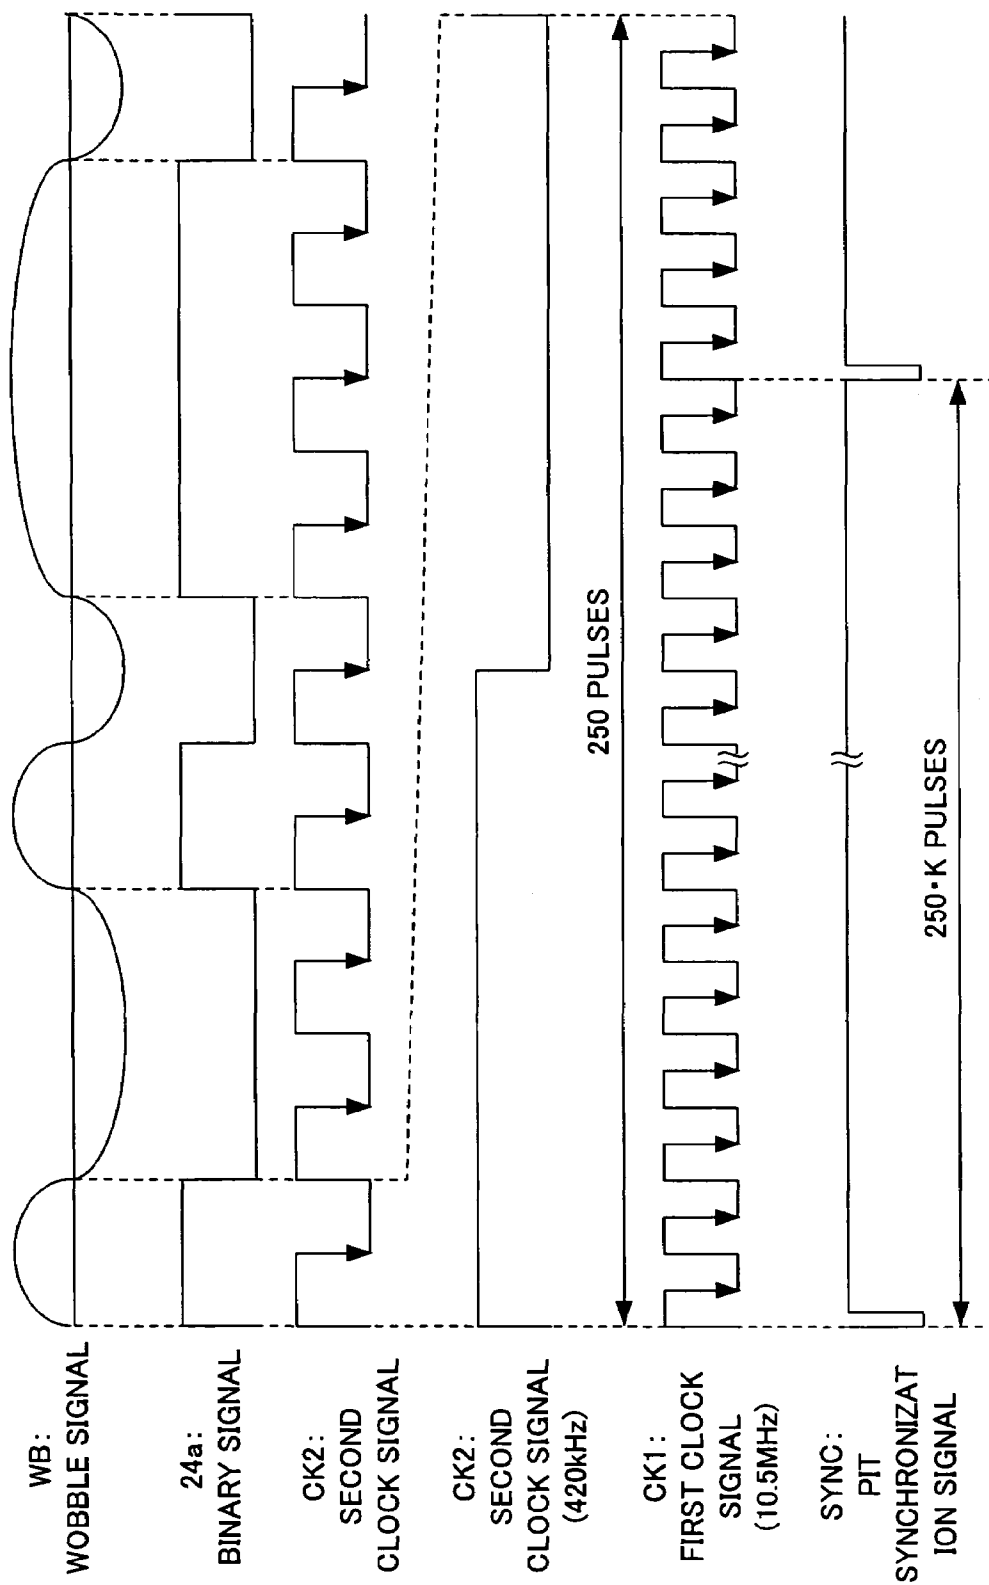 WB:
WOBBLE SIGNAL
24a:
BINARY SIGNAL
CK2:
SECOND
CLOCK SIGNAL
CK2:
SECOND
CLOCK SIGNAL
(420kHz)
250 PULSES
CK1:
FIRST CLOCK
SIGNAL
(10.5MHz)
SYNC:
PIT
SYNCHRONIZAT
ION SIGNAL
250·K PULSES